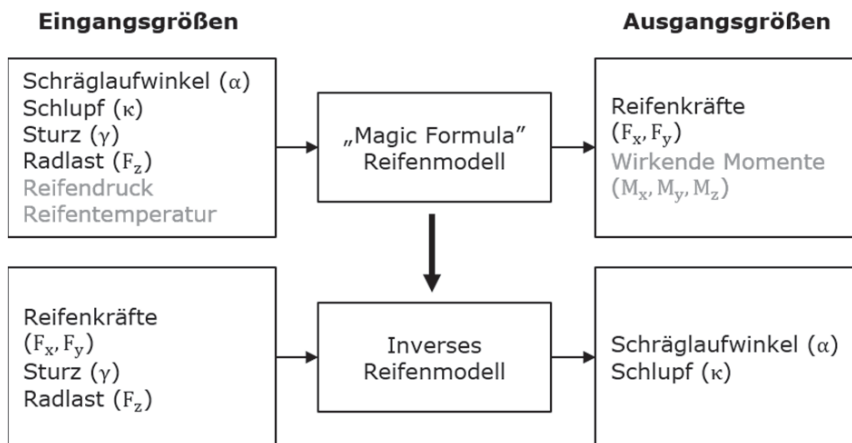 Eingangsgrößen
Ausgangsgrößen
Schräglaufwinkel (α)
Schlupf (κ)
Sturz (γ)
Radlast (F_z)
Reifendruck
Reifentemperatur
„Magic Formula”
Reifenmodell
Reifenkräfte
(F_x, F_y)
Wirkende Momente
(M_x, M_y, M_z)
Reifenkräfte
(F_x, F_y)
Sturz (γ)
Radlast (F_z)
Inverses
Reifenmodell
Schräglaufwinkel (α)
Schlupf (κ)